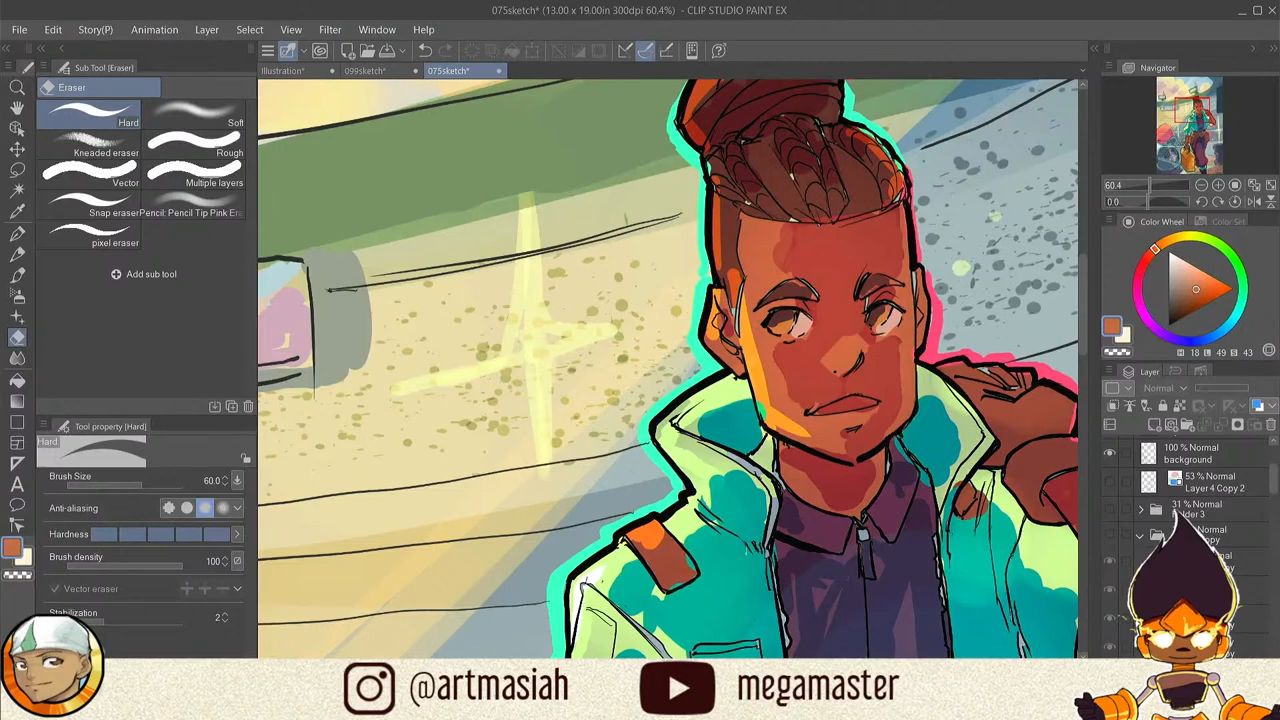 075sketch* (13.00 x 19.00in 300dpi 60.4%) - CLIP STUDIO PAINT EX
File Edit Story(P) Animation Layer Select View Filter Window Help
Sub Tool [Eraser]
Illustration* 099sketch* 075sketch*
Navigator
Eraser
Hard
Soft
Kneaded eraser
Rough
Vector
Multiple layers
Snap eraser
Pencil: Pencil Tip Pink Era
pixel eraser
Add sub tool
60.4
0.0
Color Wheel Color Set
H 18 L 49 S 43
Layer
Normal
Tool property [Hard]
Hard
Brush Size 60.0
Anti-aliasing
Hardness
Brush density 100
Vector eraser
Stabilization 2
100 % Normal
background
53 % Normal
Layer 4 Copy 2
31 % Normal
Normal
@artmasiah
megamaster